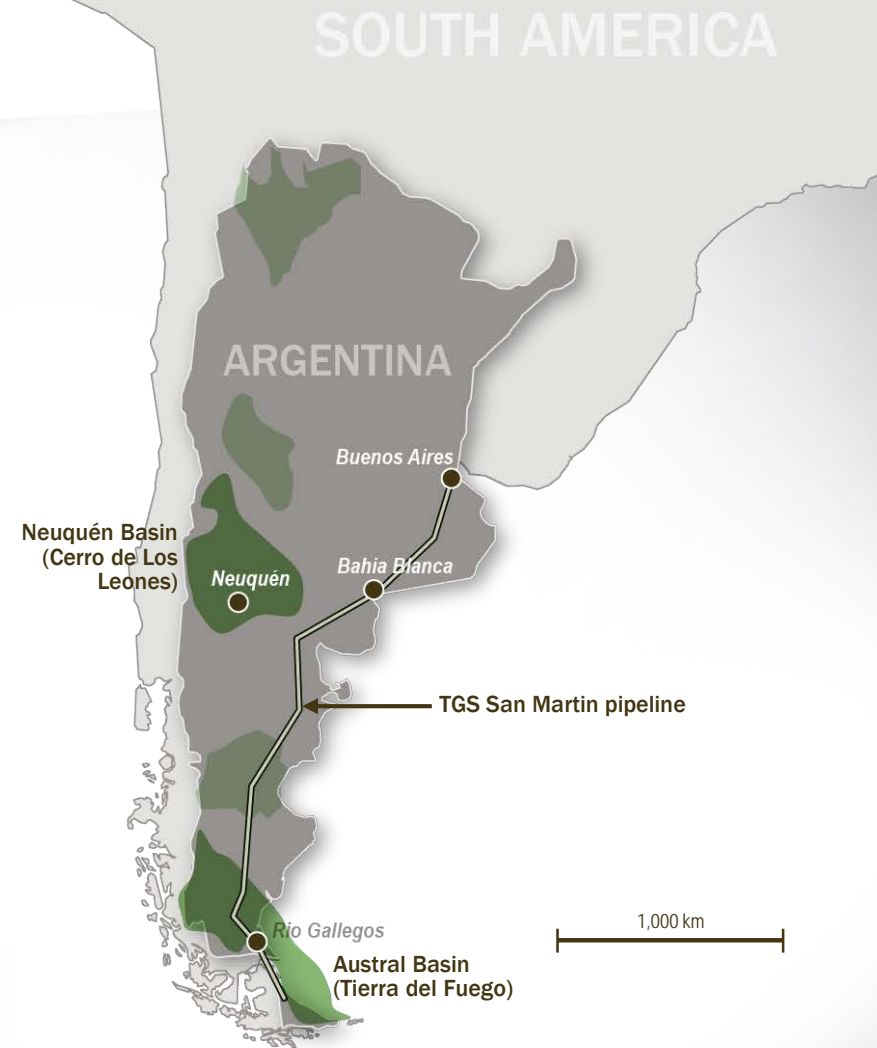 SOUTH AMERICA
ARGENTINA
Buenos Aires
Neuquén Basin
(Cerro de Los
Leones)
Neuquén
Bahia Blanca
TGS San Martin pipeline
1,000 km
Rio Gallegos
Austral Basin
(Tierra del Fuego)